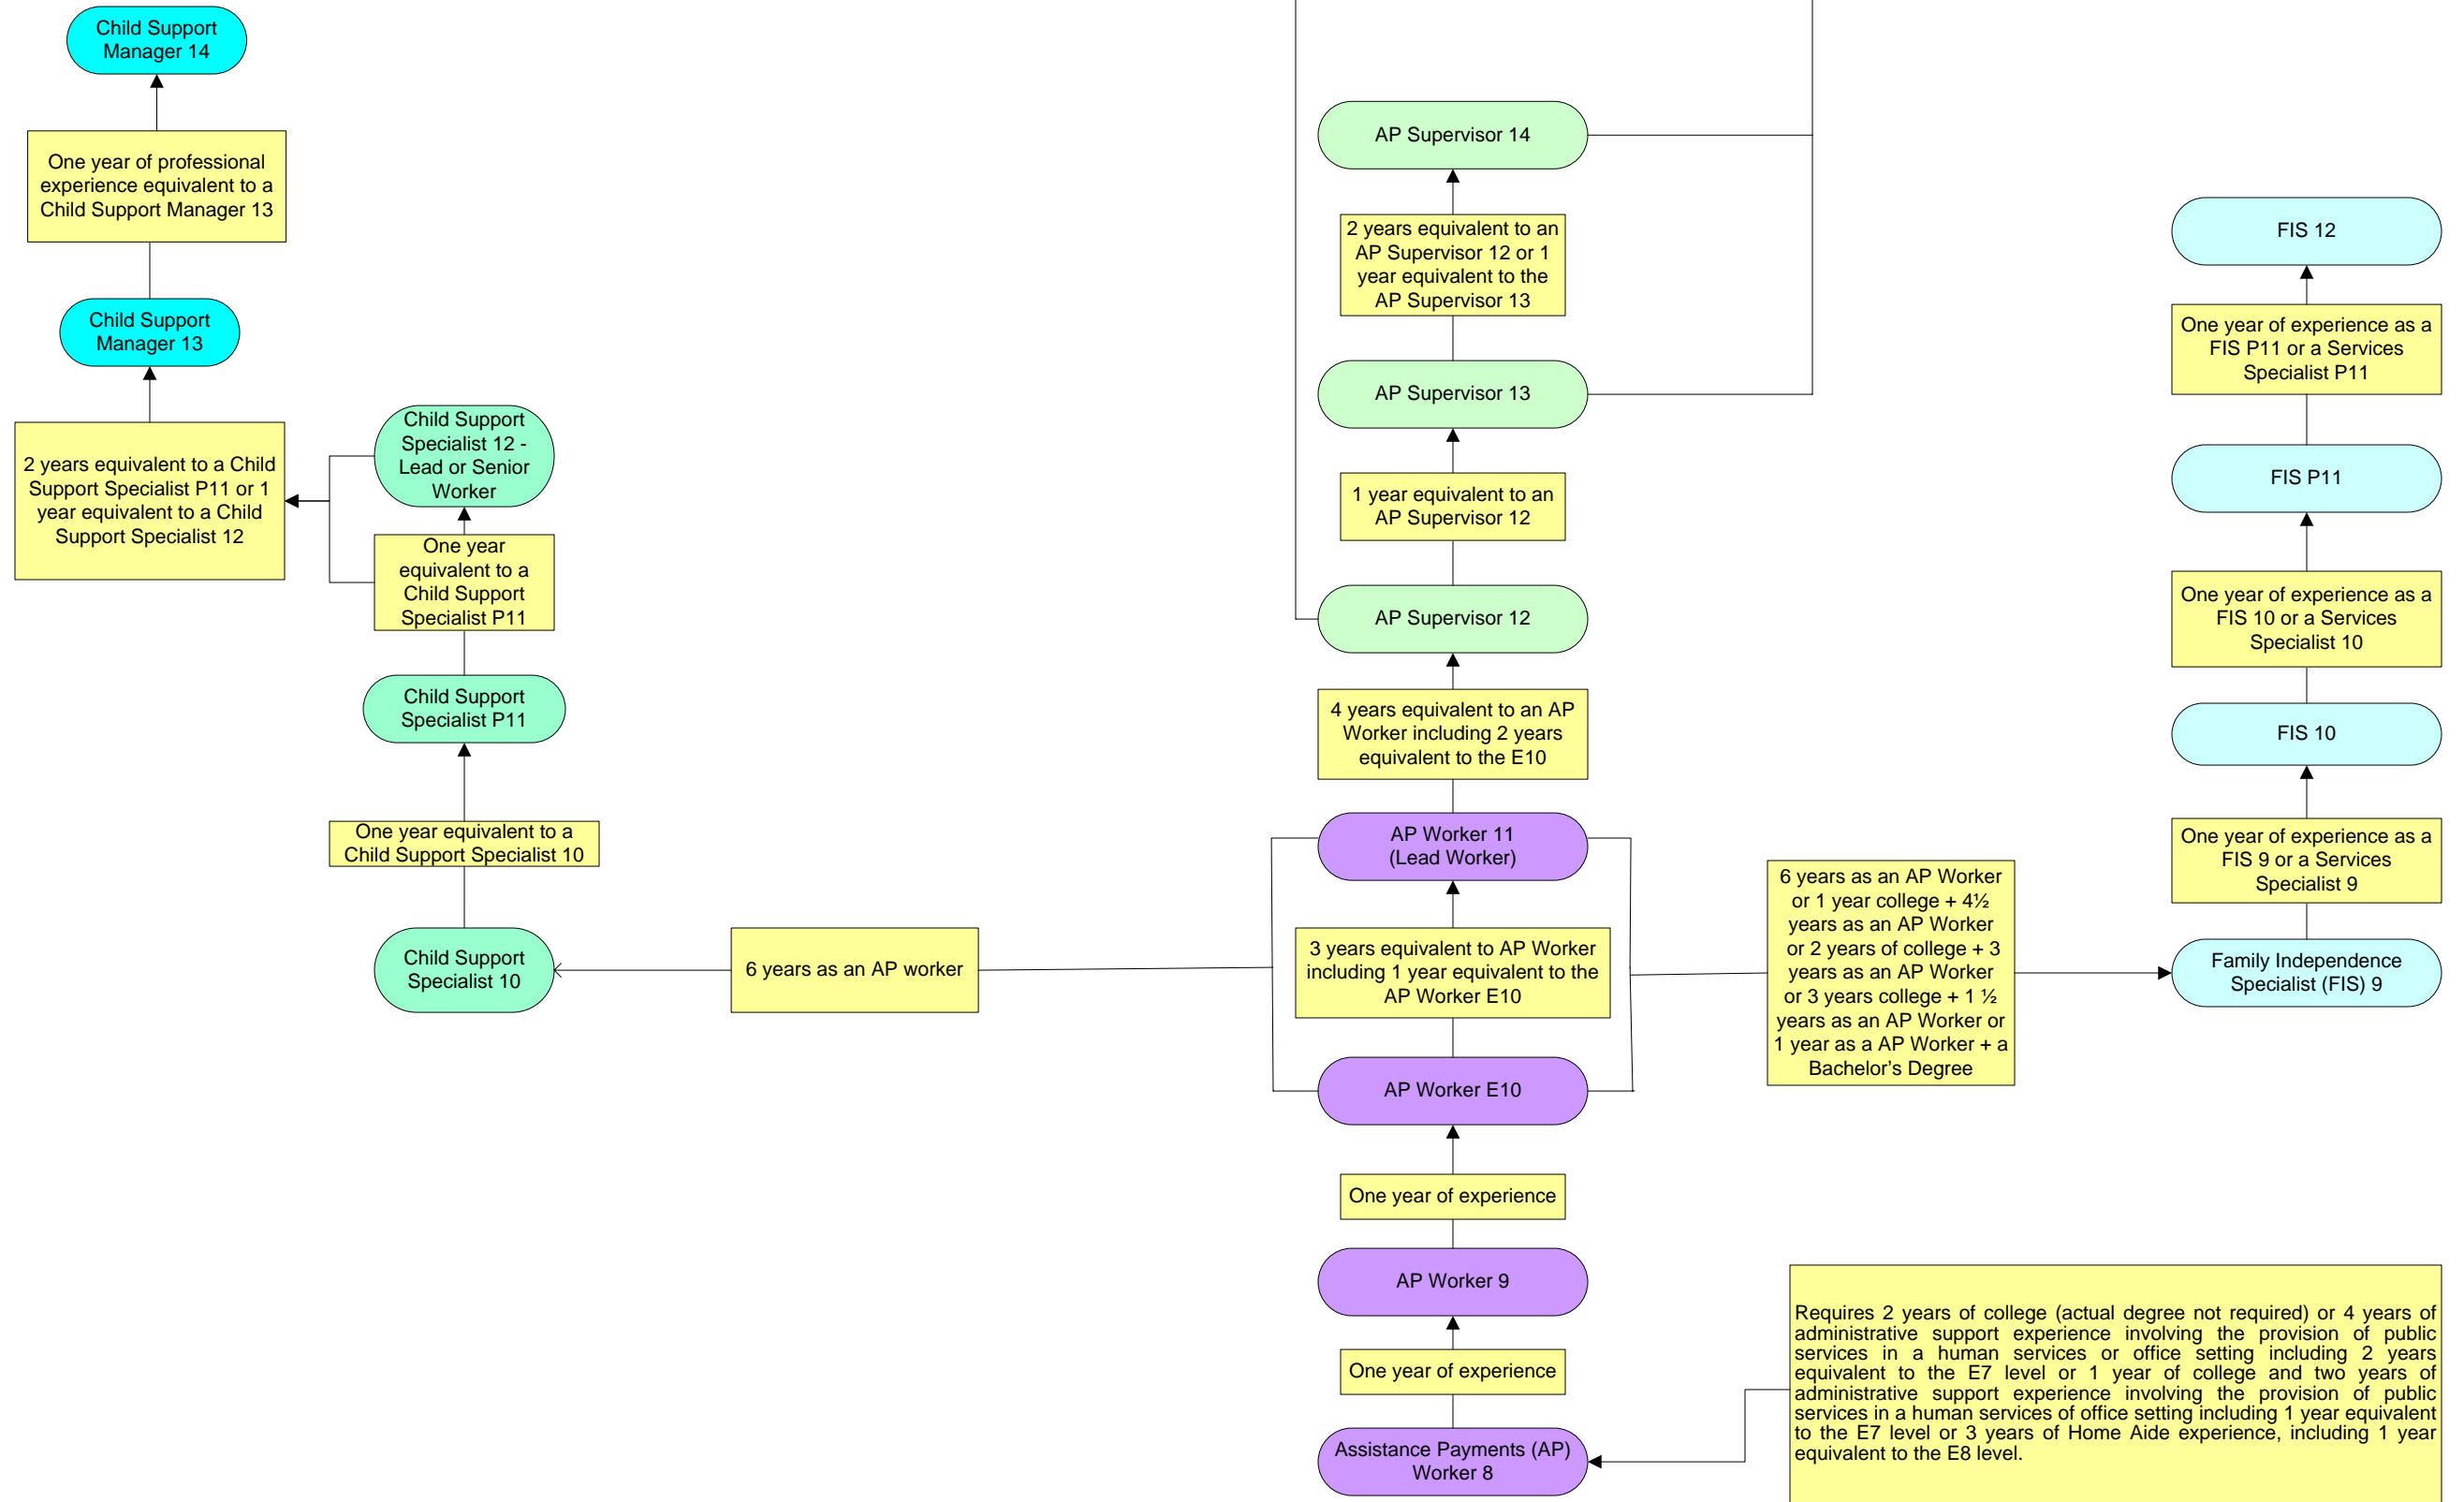 Child Support
Manager 14
One year of professional
experience equivalent to a
Child Support Manager 13
Child Support
Manager 13
2 years equivalent to a Child
Support Specialist P11 or 1
year equivalent to a Child
Support Specialist 12
Child Support
Specialist 12 -
Lead or Senior
Worker
One year
equivalent to a
Child Support
Specialist P11
Child Support
Specialist P11
One year equivalent to a
Child Support Specialist 10
Child Support
Specialist 10
6 years as an AP worker
AP Supervisor 14
2 years equivalent to an
AP Supervisor 12 or 1
year equivalent to the
AP Supervisor 13
AP Supervisor 13
1 year equivalent to an
AP Supervisor 12
AP Supervisor 12
4 years equivalent to an AP
Worker including 2 years
equivalent to the E10
AP Worker 11
(Lead Worker)
3 years equivalent to AP Worker
including 1 year equivalent to the
AP Worker E10
AP Worker E10
One year of experience
AP Worker 9
One year of experience
Assistance Payments (AP)
Worker 8
6 years as an AP Worker
or 1 year college + 4½
years as an AP Worker
or 2 years of college + 3
years as an AP Worker
or 3 years college + 1 ½
years as an AP Worker or
1 year as a AP Worker + a
Bachelor's Degree
FIS 12
One year of experience as a
FIS P11 or a Services
Specialist P11
FIS P11
One year of experience as a
FIS 10 or a Services
Specialist 10
FIS 10
One year of experience as a
FIS 9 or a Services
Specialist 9
Family Independence
Specialist (FIS) 9
Requires 2 years of college (actual degree not required) or 4 years of
administrative support experience involving the provision of public
services in a human services or office setting including 2 years
equivalent to the E7 level or 1 year of college and two years of
administrative support experience involving the provision of public
services in a human services of office setting including 1 year equivalent
to the E7 level or 3 years of Home Aide experience, including 1 year
equivalent to the E8 level.